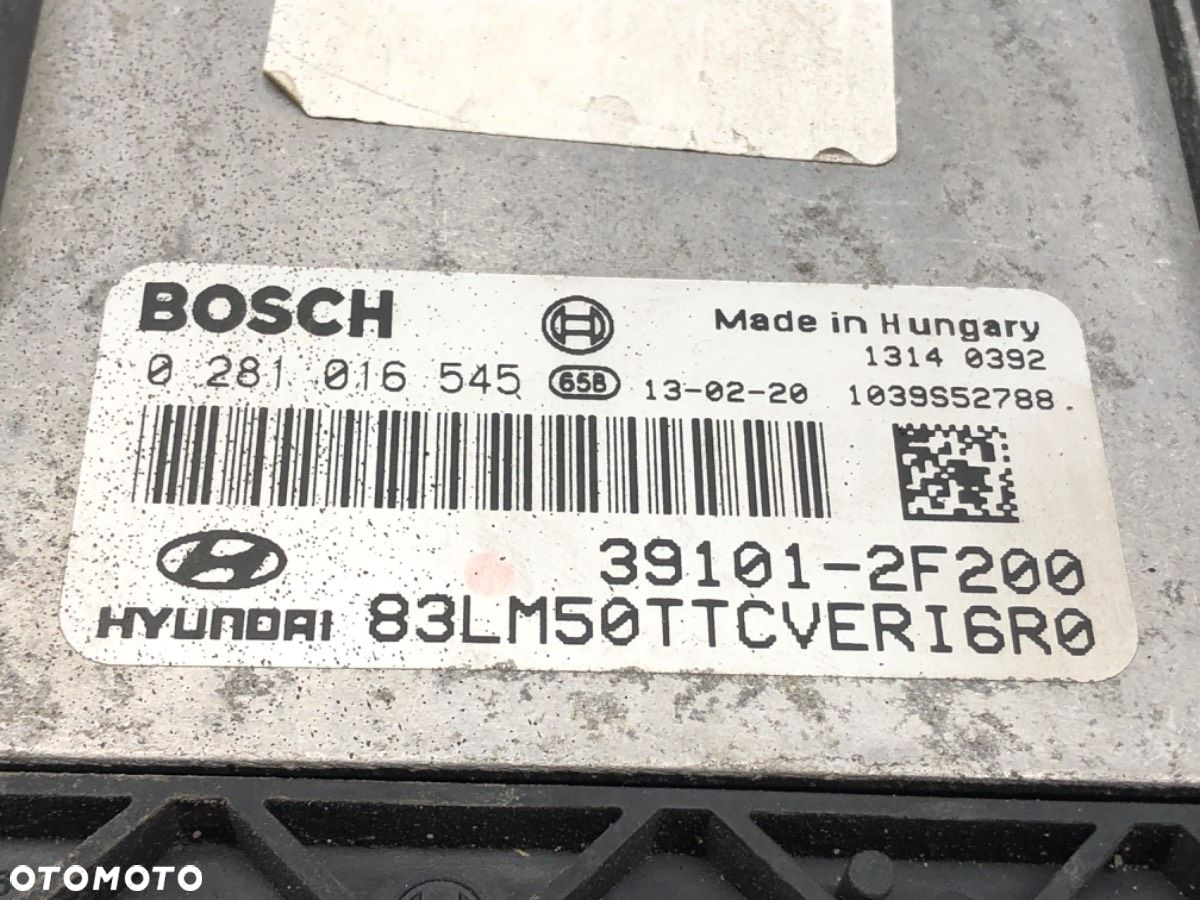 BOSCH
Made in Hungary
1314 0392
0 281 016 545 658 13-02-20 1039S52788.
39101-2F200
HYUNDAI 83LM50TTCVERI6R0
OTOMOTO